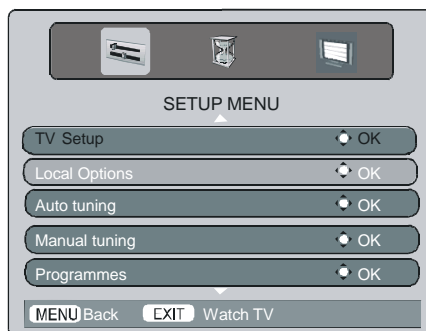 SETUP MENU
TV Setup OK
Local Options OK
Auto tuning OK
Manual tuning OK
Programmes OK
MENU Back EXIT Watch TV